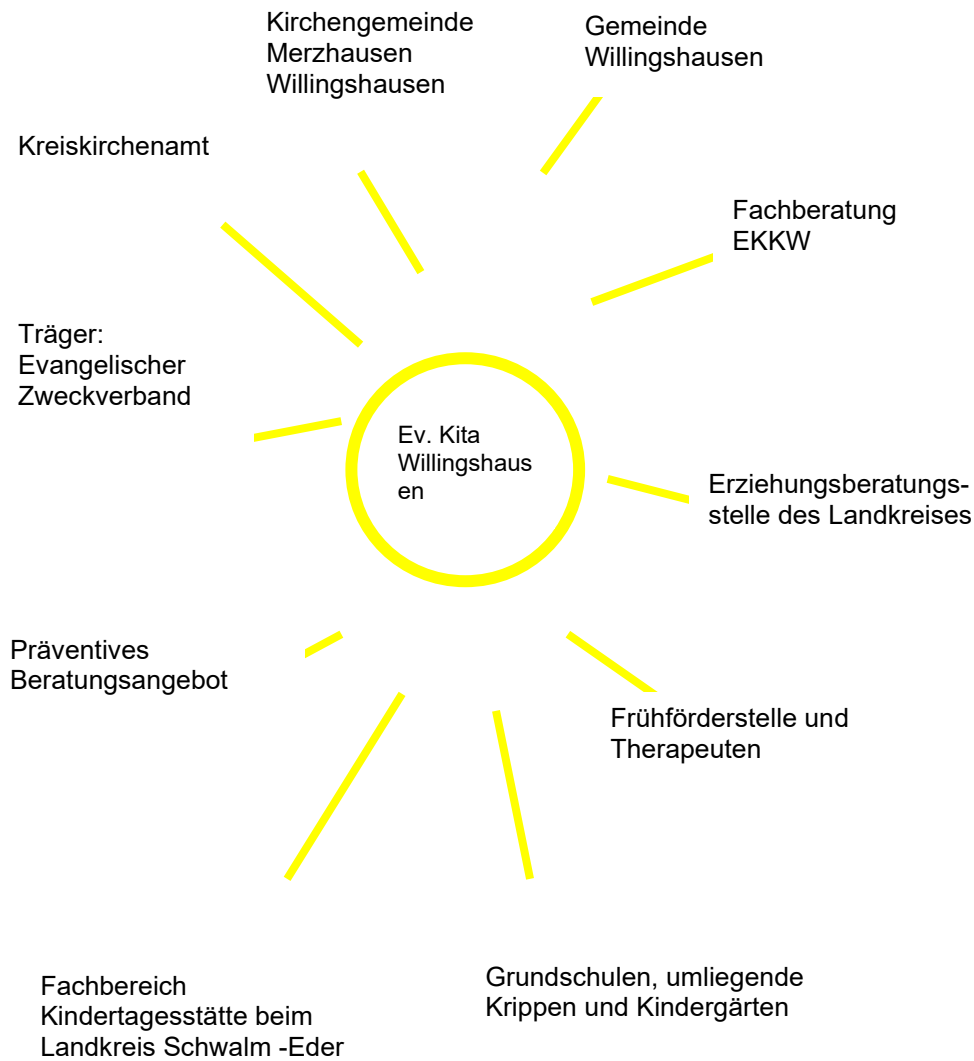 Kirchengemeinde
Merzhausen
Willingshausen
Gemeinde
Willingshausen
Kreiskirchenamt
Fachberatung
EKKW
Träger:
Evangelischer
Zweckverband
Ev. Kita
Willingshaus
en
Erziehungsberatungs-
stelle des Landkreises
Präventives
Beratungsangebot
Frühförderstelle und
Therapeuten
Fachbereich
Kindertagesstätte beim
Landkreis Schwalm -Eder
Grundschulen, umliegende
Krippen und Kindergärten